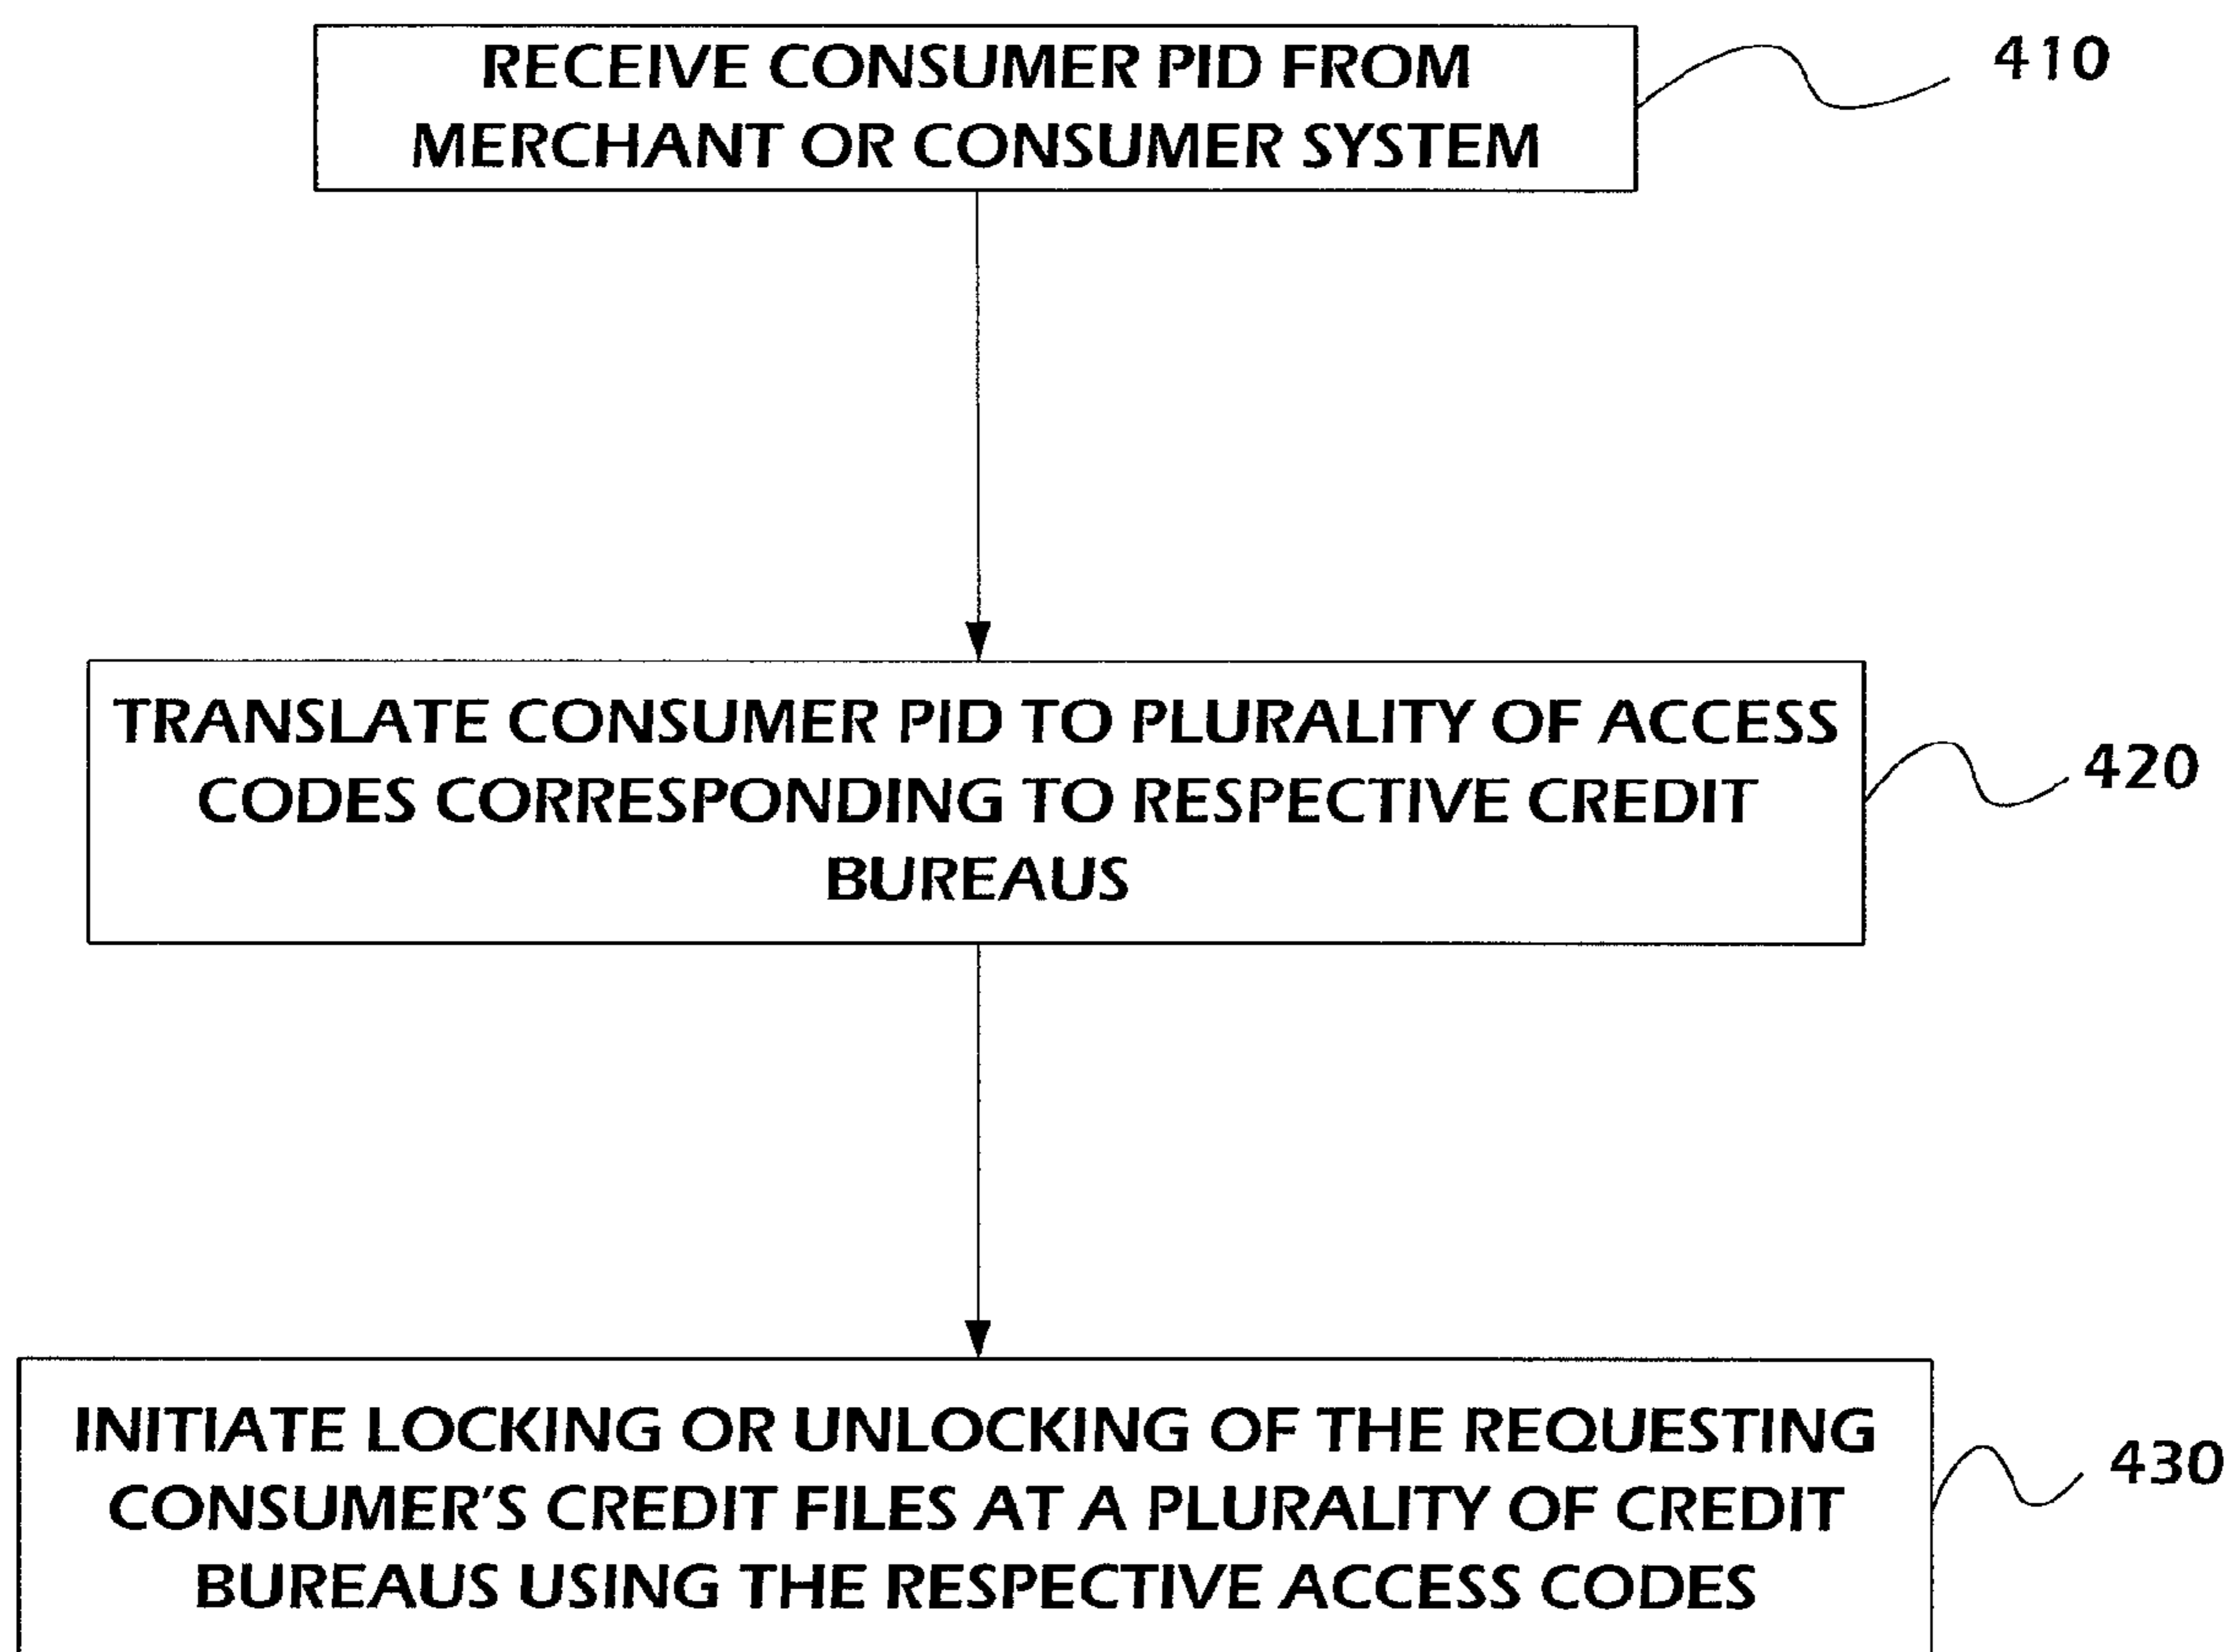 RECEIVE CONSUMER PID FROM
MERCHANT OR CONSUMER SYSTEM
410
TRANSLATE CONSUMER PID TO PLURALITY OF ACCESS
CODES CORRESPONDING TO RESPECTIVE CREDIT
BUREAUS
420
INITIATE LOCKING OR UNLOCKING OF THE REQUESTING
CONSUMER'S CREDIT FILES AT A PLURALITY OF CREDIT
BUREAUS USING THE RESPECTIVE ACCESS CODES
430